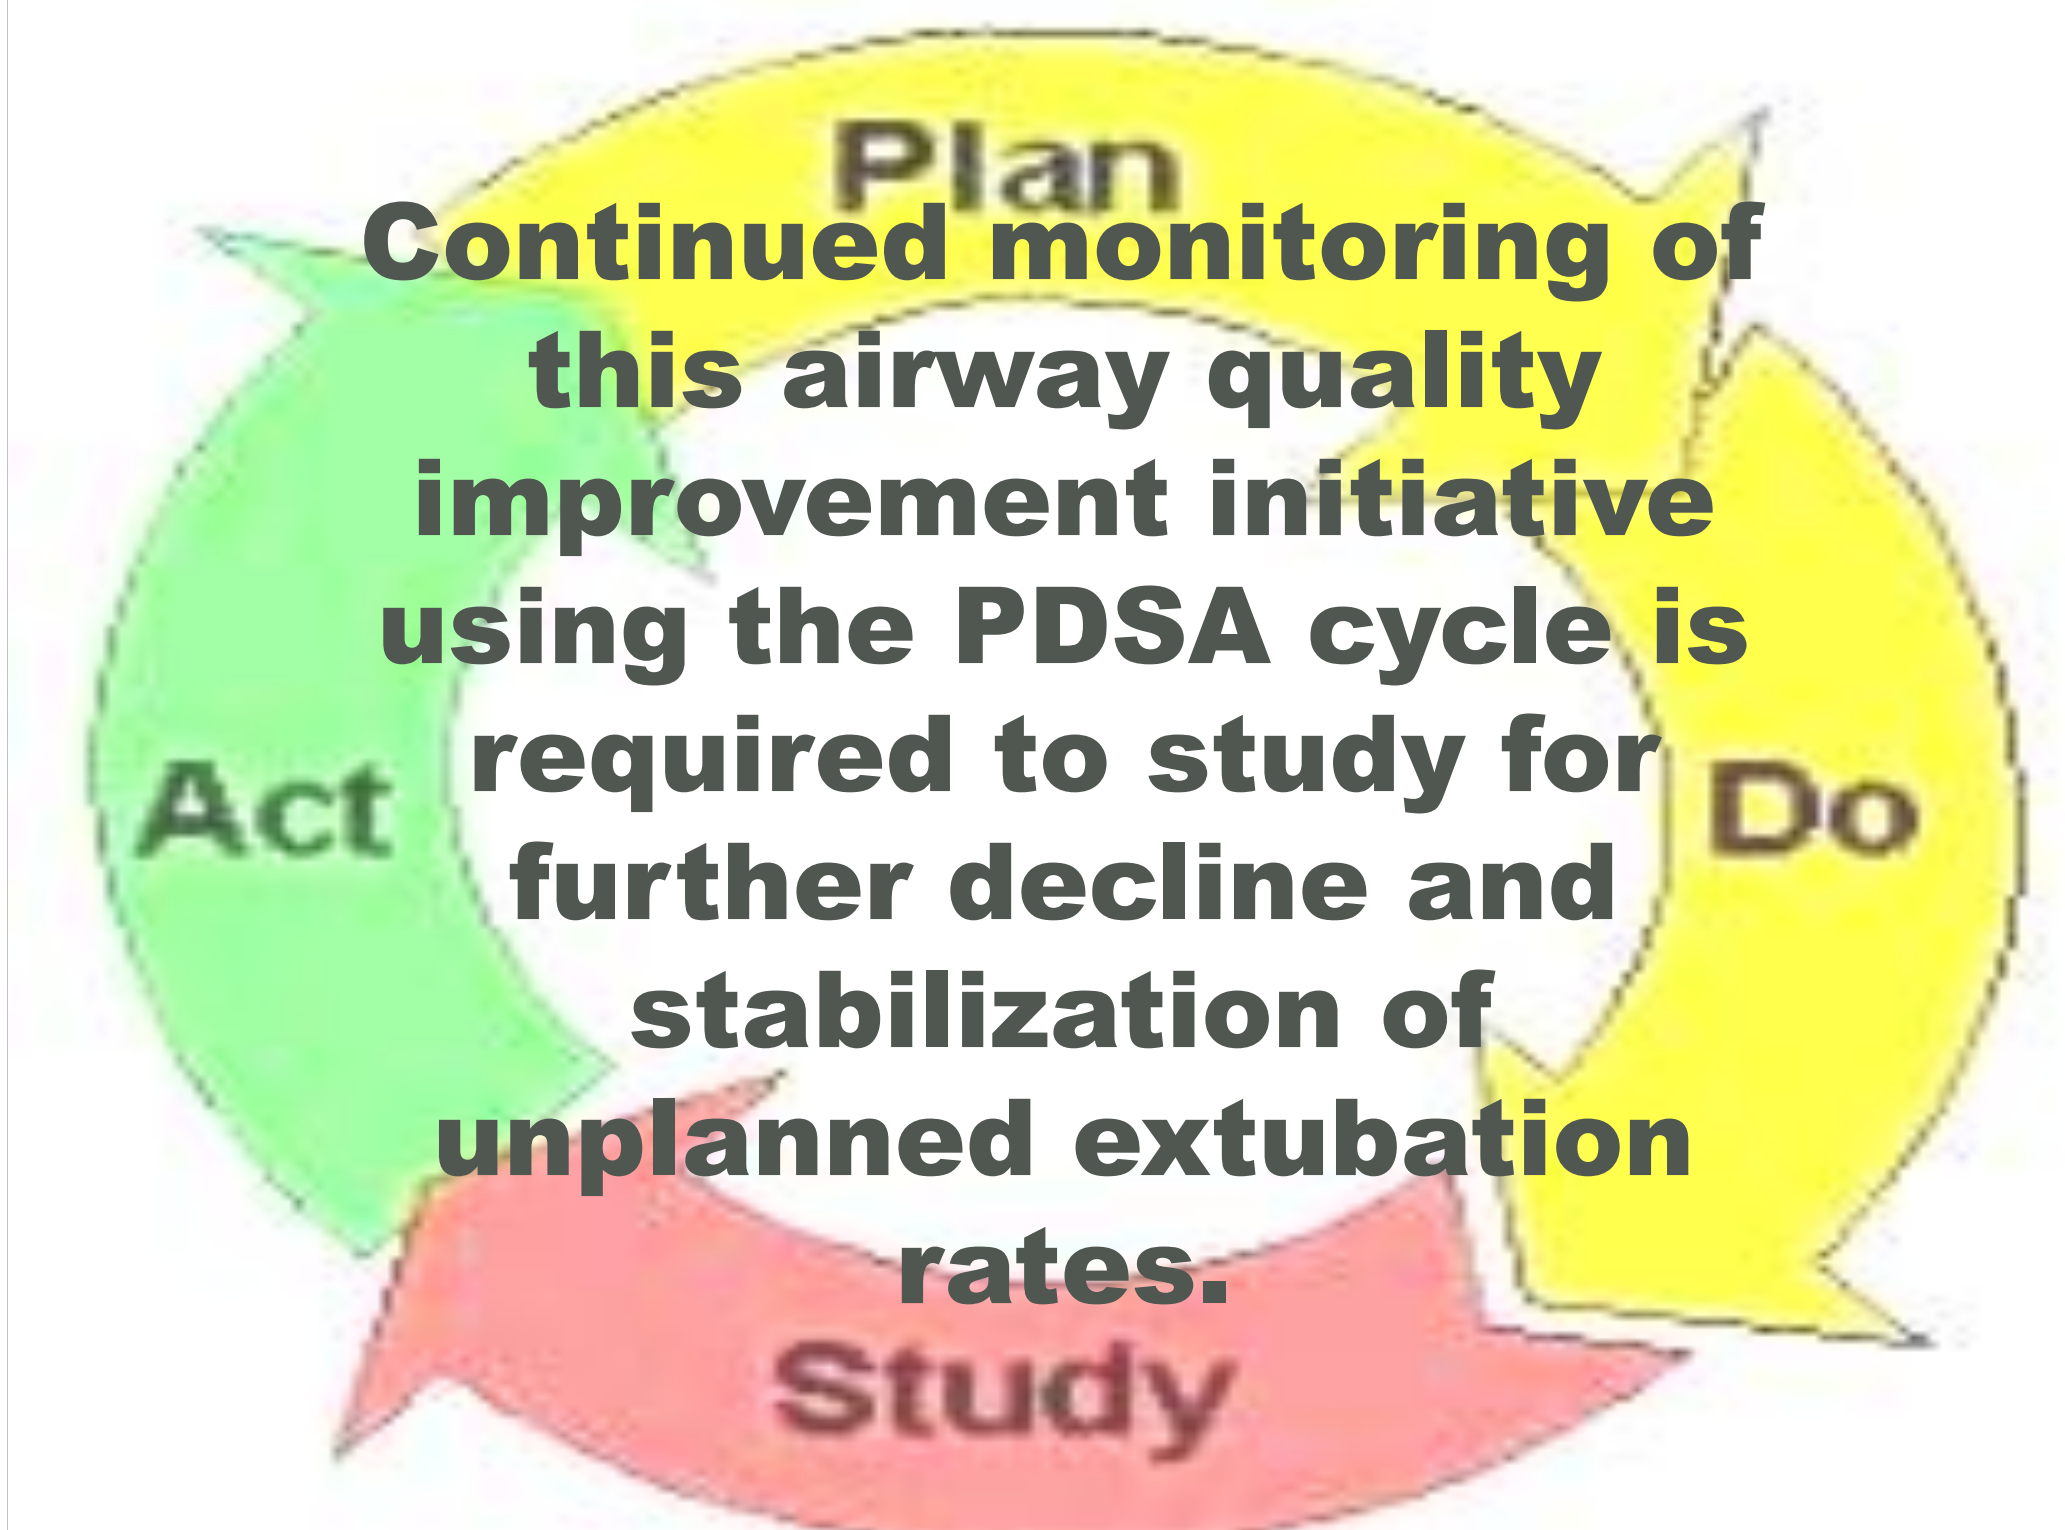 Plan
Continued monitoring of
this airway quality
improvement initiative
using the PDSA cycle is
required to study for
further decline and
stabilization of
unplanned extubation
rates.
Act
Do
Study